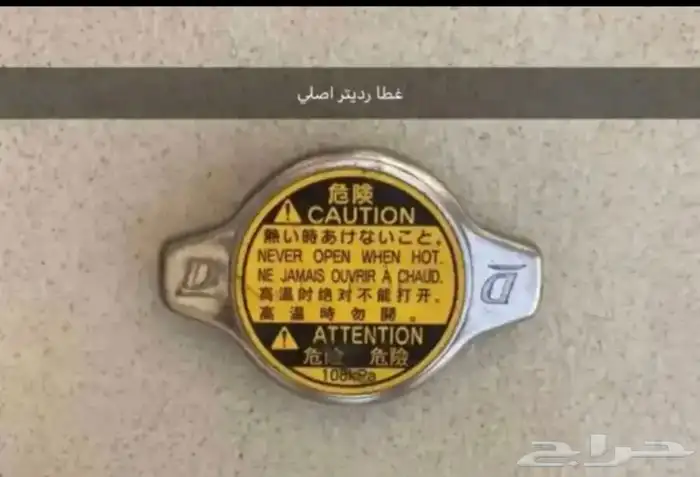 غطا رديتر اصلي
危険
CAUTION
熱い時あけないこと。
NEVER OPEN WHEN HOT.
NE JAMAIS OUVRIR À CHAUD.
高温时绝对不能打开。
高溫時勿開。
ATTENTION
危险 危險
108kPa
D D
حراج